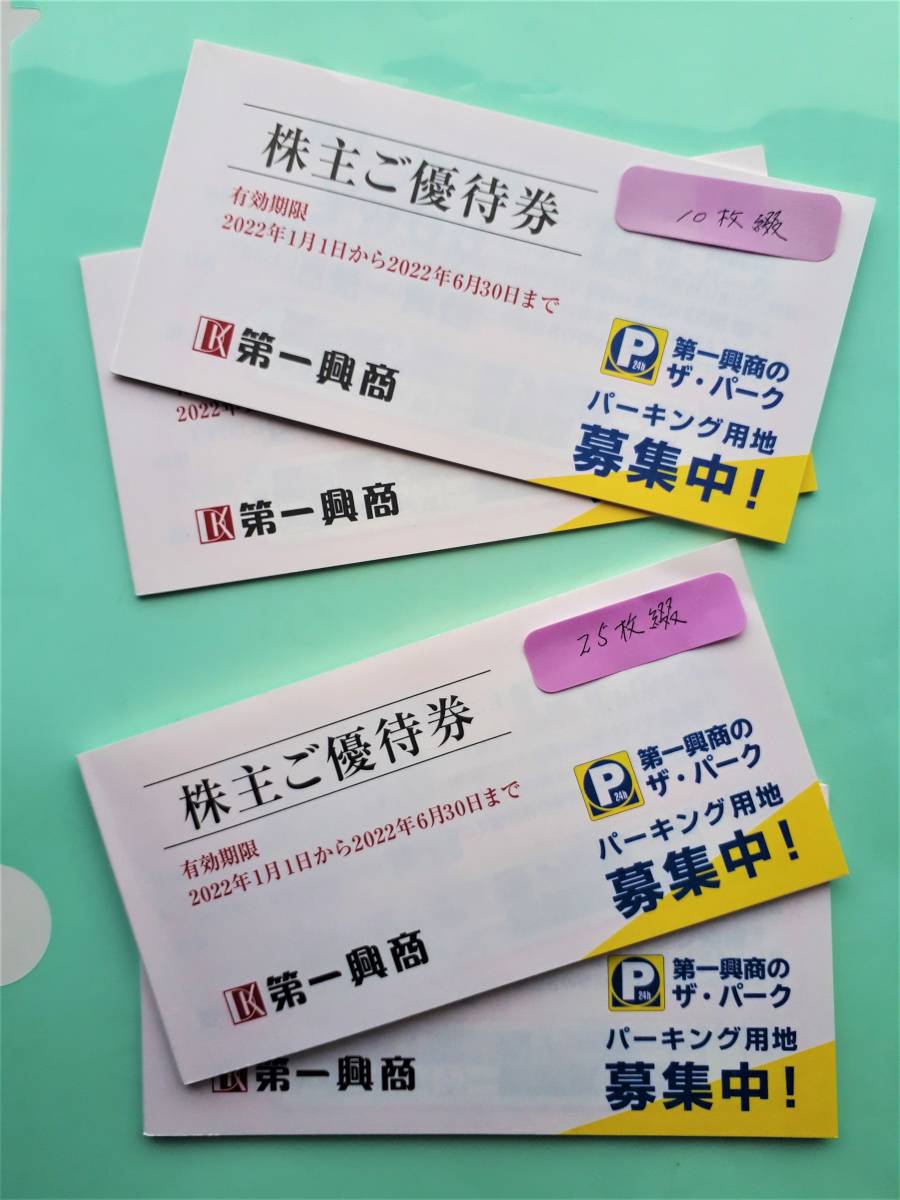 株主ご優待券
10枚綴
有効期限
2022年1月1日から2022年6月30日まで
第一興商
P
24h
第一興商の
ザ・パーク
パーキング用地
募集中!
2022年
第一興商
25枚綴
株主ご優待券
有効期限
2022年1月1日から2022年6月30日まで
第一興商
P
24h
第一興商の
ザ・パーク
パーキング用地
募集中!
第一興商
P
24h
第一興商の
ザ・パーク
パーキング用地
募集中!